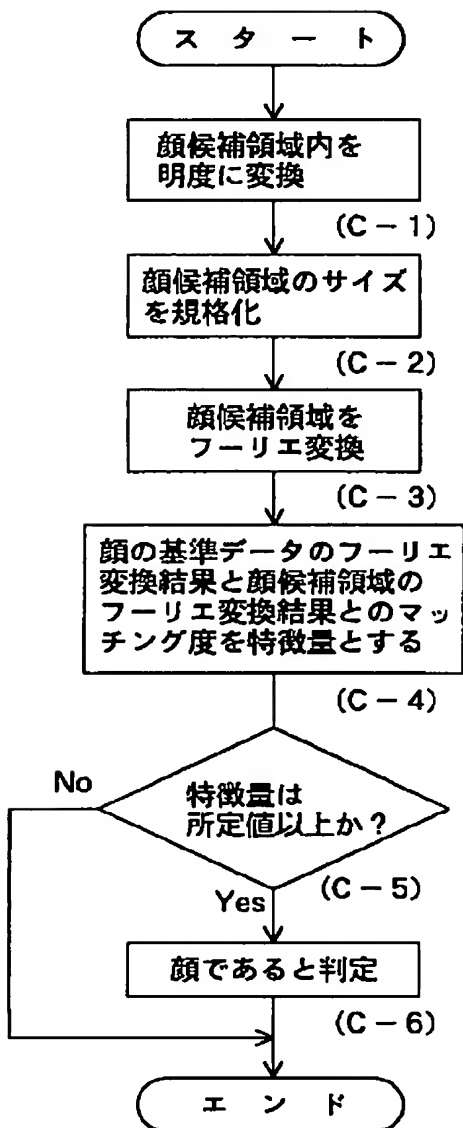 スタート
顔候補領域内を
明度に変換
(C-1)
顔候補領域のサイズ
を規格化
(C-2)
顔候補領域を
フーリエ変換
(C-3)
顔の基準データのフーリエ
変換結果と顔候補領域の
フーリエ変換結果とのマッ
チング度を特徴量とする
(C-4)
No
特徴量は
所定値以上か?
(C-5)
Yes
顔であると判定
(C-6)
エンド